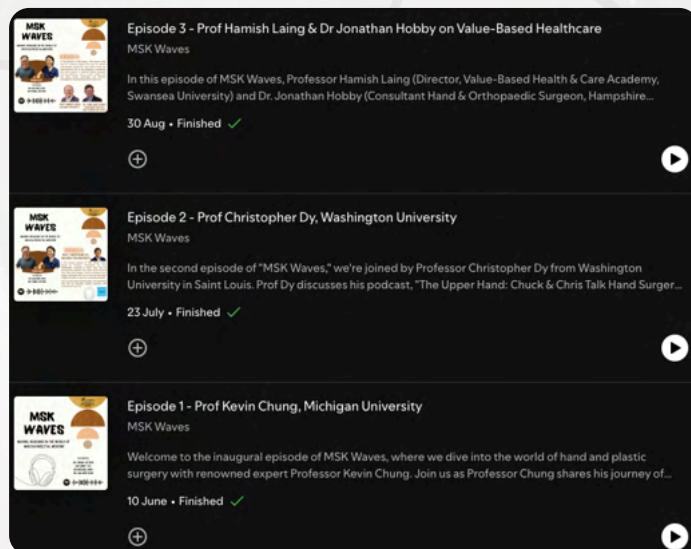 MSK
WAVES
Episode 3 - Prof Hamish Laing & Dr Jonathan Hobby on Value-Based Healthcare
MSK Waves
In this episode of MSK Waves, Professor Hamish Laing (Director, Value-Based Health & Care Academy,
Swansea University) and Dr. Jonathan Hobby (Consultant Hand & Orthopaedic Surgeon, Hampshire...
30 Aug • Finished
MSK
WAVES
Episode 2 - Prof Christopher Dy, Washington University
MSK Waves
In the second episode of "MSK Waves," we're joined by Professor Christopher Dy from Washington
University in Saint Louis. Prof Dy discusses his podcast, "The Upper Hand: Chuck & Chris Talk Hand Surger...
23 July • Finished
MSK
WAVES
Episode 1 - Prof Kevin Chung, Michigan University
MSK Waves
Welcome to the inaugural episode of MSK Waves, where we dive into the world of hand and plastic
surgery with renowned expert Professor Kevin Chung. Join us as Professor Chung shares his journey of...
10 June • Finished